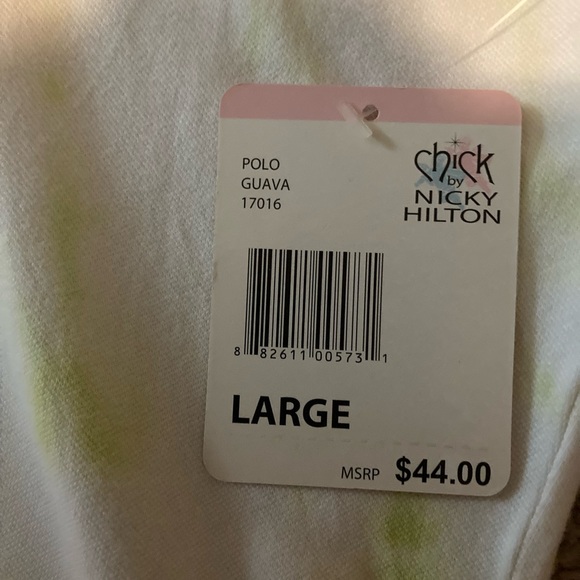 POLO
GUAVA
17016
chick
by
NICKY
HILTON
8 82611 00573 1
LARGE
MSRP $44.00